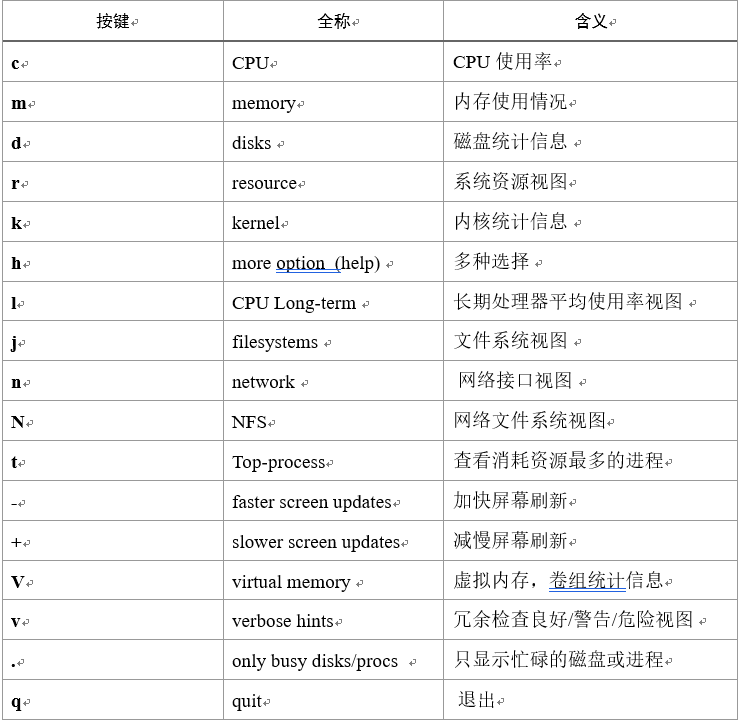 按键 全称 含义
c CPU CPU 使用率
m memory 内存使用情况
d disks 磁盘统计信息
r resource 系统资源视图
k kernel 内核统计信息
h more option (help) 多种选择
l CPU Long-term 长期处理器平均使用率视图
j filesystems 文件系统视图
n network 网络接口视图
N NFS 网络文件系统视图
t Top-process 查看消耗资源最多的进程
- faster screen updates 加快屏幕刷新
+ slower screen updates 减慢屏幕刷新
V virtual memory 虚拟内存，卷组统计信息
v verbose hints 冗余检查良好/警告/危险视图
. only busy disks/procs 只显示忙碌的磁盘或进程
q quit 退出